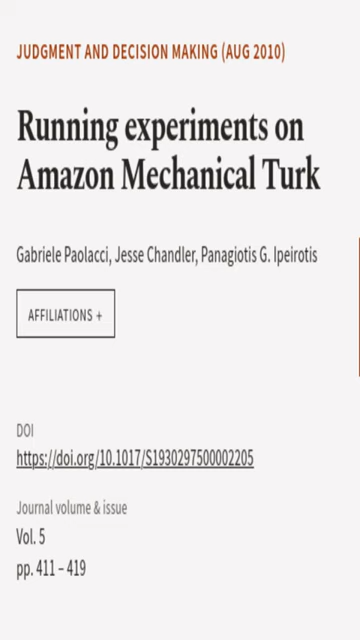 JUDGMENT AND DECISION MAKING (AUG 2010)
Running experiments on
Amazon Mechanical Turk
Gabriele Paolacci, Jesse Chandler, Panagiotis G. Ipeirotis
AFFILIATIONS +
DOI
https://doi.org/10.1017/S1930297500002205
Journal volume & issue
Vol. 5
pp. 411 – 419